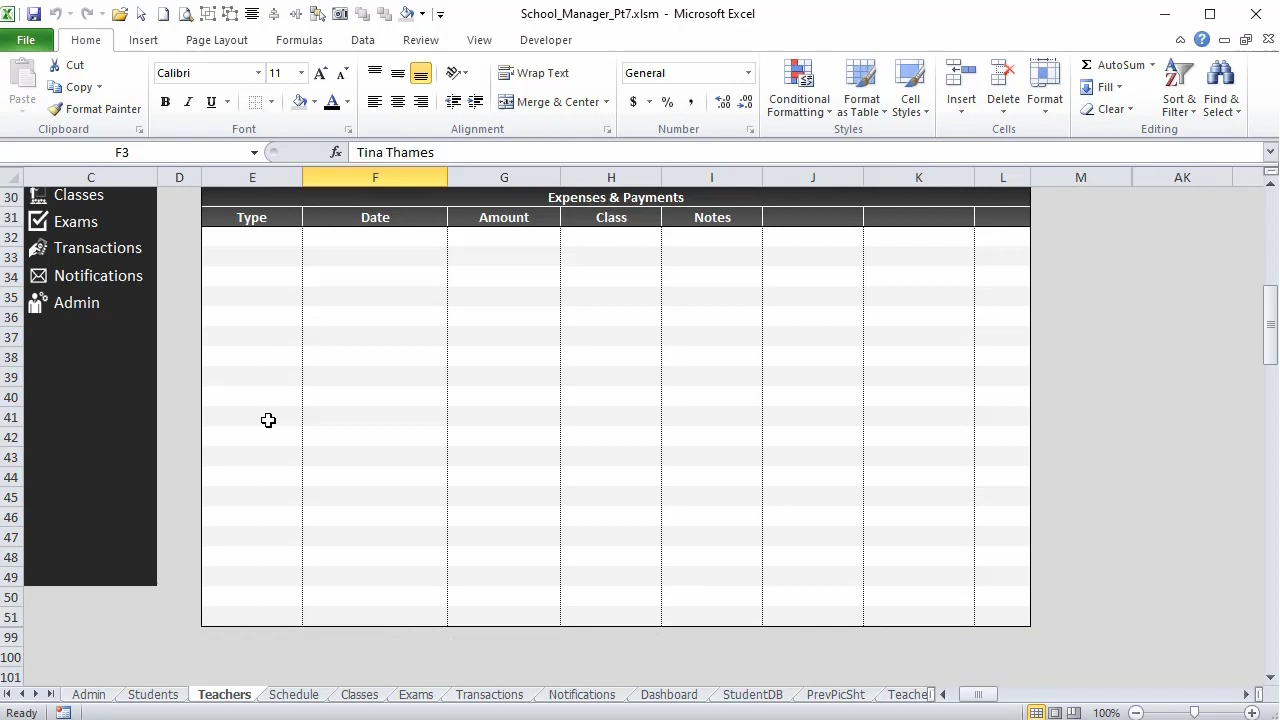 School_Manager_Pt7.xlsm - Microsoft Excel
File Home Insert Page Layout Formulas Data Review View Developer
Paste
Cut
Copy
Format Painter
Calibri 11
B I U A
Wrap Text
Merge & Center
General
$ % ,
Conditional Formatting
Format as Table
Cell Styles
Insert
Delete
Format
AutoSum
Fill
Clear
Sort & Filter
Find & Select
Clipboard Font Alignment Number Styles Cells Editing
F3 fx Tina Thames
C D E F G H I J K L M AK
30 Classes Expenses & Payments
31 Exams Type Date Amount Class Notes
32 Transactions
33
34 Notifications
35 Admin
36
37
38
39
40
41
42
43
44
45
46
47
48
49
50
51
99
100
101
Admin Students Teachers Schedule Classes Exams Transactions Notifications Dashboard StudentDB PrevPicSht Teache
Ready 100%